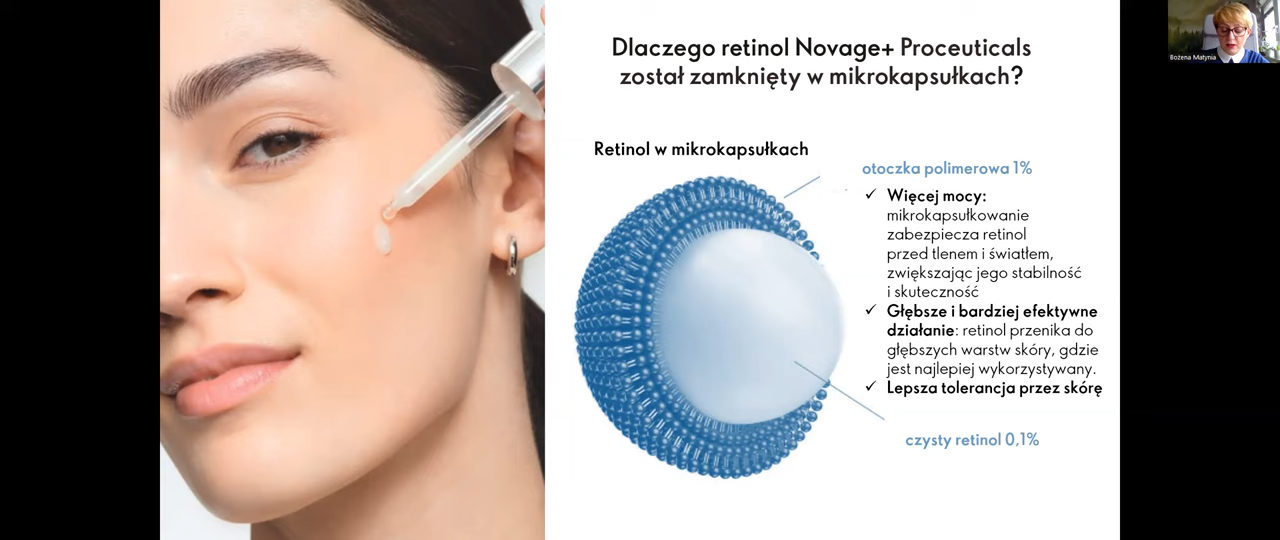 Dlaczego retinol Novage+ Proceuticals
został zamknięty w mikrokapsułkach?
Retinol w mikrokapsułkach
otoczka polimerowa 1%
✓ Więcej mocy:
mikrokapsułkowanie
zabezpiecza retinol
przed tlenem i światłem,
zwiększając jego stabilność
i skuteczność
✓ Głębsze i bardziej efektywne
działanie: retinol przenika do
głębszych warstw skóry, gdzie
jest najlepiej wykorzystywany.
✓ Lepsza tolerancja przez skórę
czysty retinol 0,1%
Bożena Matynia